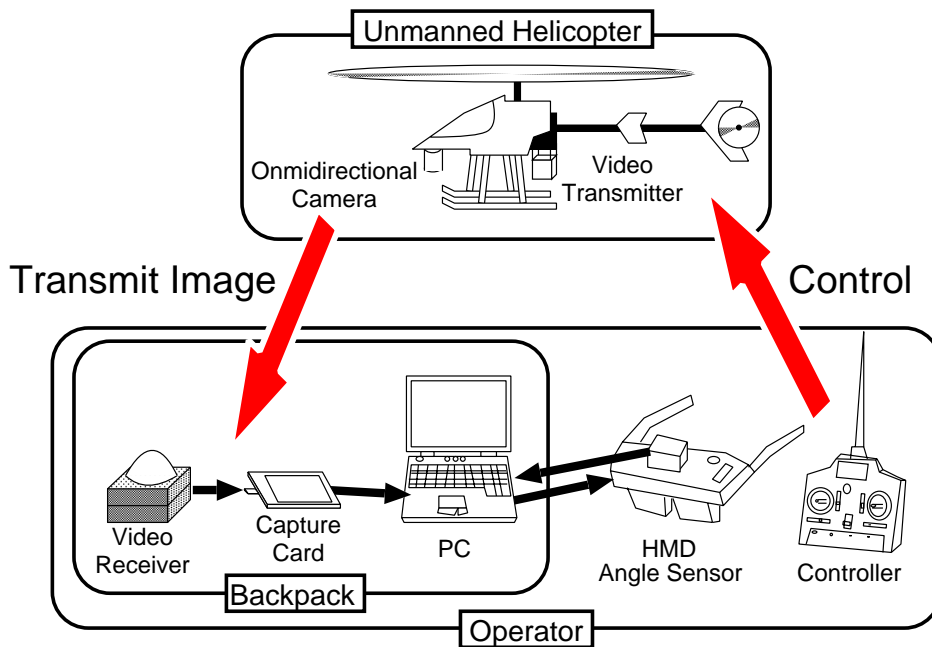 Unmanned Helicopter
Onmidirectional
Camera
Video
Transmitter
Transmit Image
Control
Video
Receiver
Capture
Card
PC
HMD
Angle Sensor
Controller
Backpack
Operator